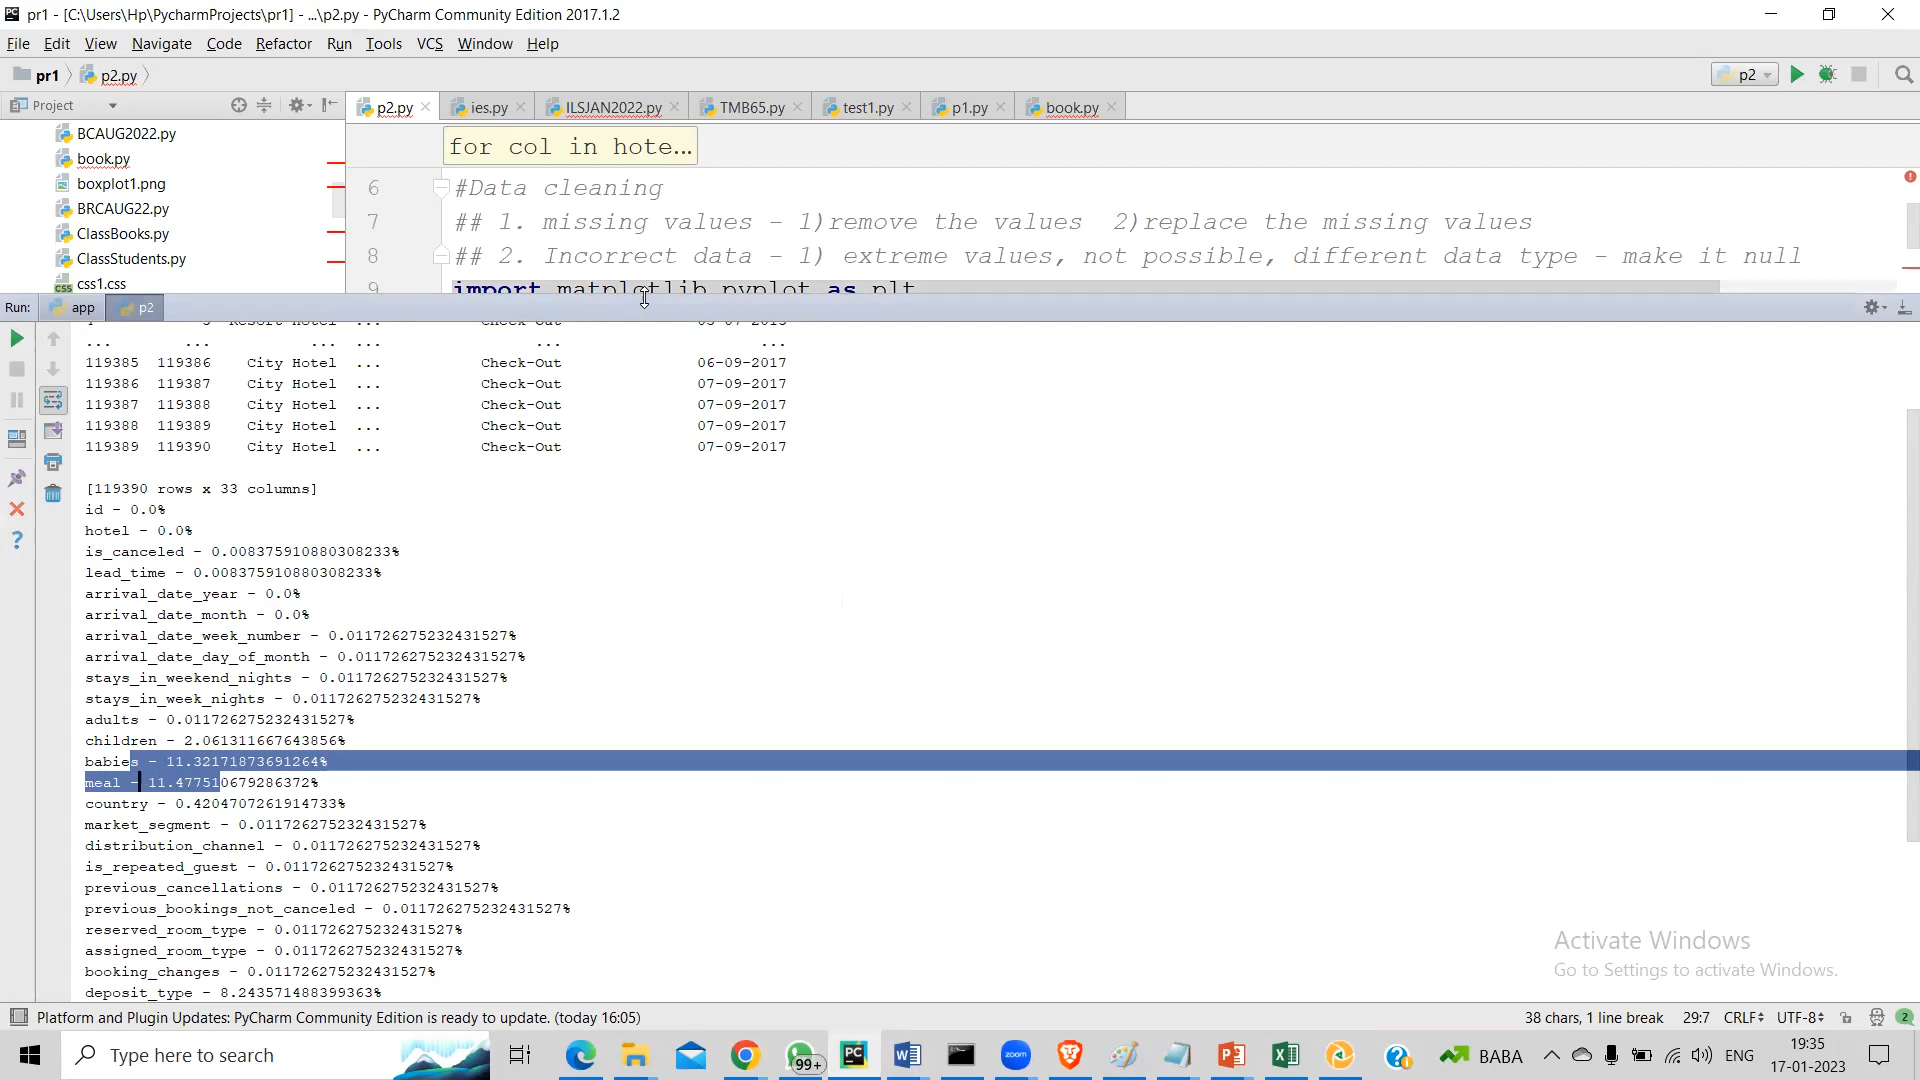 pr1 - [C:\Users\Hp\PycharmProjects\pr1] - ...\p2.py - PyCharm Community Edition 2017.1.2
File Edit View Navigate Code Refactor Run Tools VCS Window Help
pr1 p2.py p2
Project p2.py ies.py ILSJAN2022.py TMB65.py test1.py p1.py book.py
BCAUG2022.py
book.py
boxplot1.png
BRCAUG22.py
ClassBooks.py
ClassStudents.py
css1.css
for col in hote...
6 #Data cleaning
7 ## 1. missing values - 1)remove the values 2)replace the missing values
8 ## 2. Incorrect data - 1) extreme values, not possible, different data type - make it null
9 import matplotlib.pyplot as plt
Run: app p2
... ... ... ... ... ...
119385 119386 City Hotel ... Check-Out 06-09-2017
119386 119387 City Hotel ... Check-Out 07-09-2017
119387 119388 City Hotel ... Check-Out 07-09-2017
119388 119389 City Hotel ... Check-Out 07-09-2017
119389 119390 City Hotel ... Check-Out 07-09-2017
[119390 rows x 33 columns]
id - 0.0%
hotel - 0.0%
is_canceled - 0.008375910880308233%
lead_time - 0.008375910880308233%
arrival_date_year - 0.0%
arrival_date_month - 0.0%
arrival_date_week_number - 0.011726275232431527%
arrival_date_day_of_month - 0.011726275232431527%
stays_in_weekend_nights - 0.011726275232431527%
stays_in_week_nights - 0.011726275232431527%
adults - 0.011726275232431527%
children - 2.061311667643856%
babies - 11.321718736912​64%
meal - 11.477510679286372%
country - 0.4204707261914733%
market_segment - 0.011726275232431527%
distribution_channel - 0.011726275232431527%
is_repeated_guest - 0.011726275232431527%
previous_cancellations - 0.011726275232431527%
previous_bookings_not_canceled - 0.011726275232431527%
reserved_room_type - 0.011726275232431527%
assigned_room_type - 0.011726275232431527%
booking_changes - 0.011726275232431527%
deposit_type - 8.243571488399363%
Activate Windows
Go to Settings to activate Windows.
Platform and Plugin Updates: PyCharm Community Edition is ready to update. (today 16:05) 38 chars, 1 line break 29:7 CRLF UTF-8 2
Type here to search 99+ zoom BABA ENG 19:35
17-01-2023